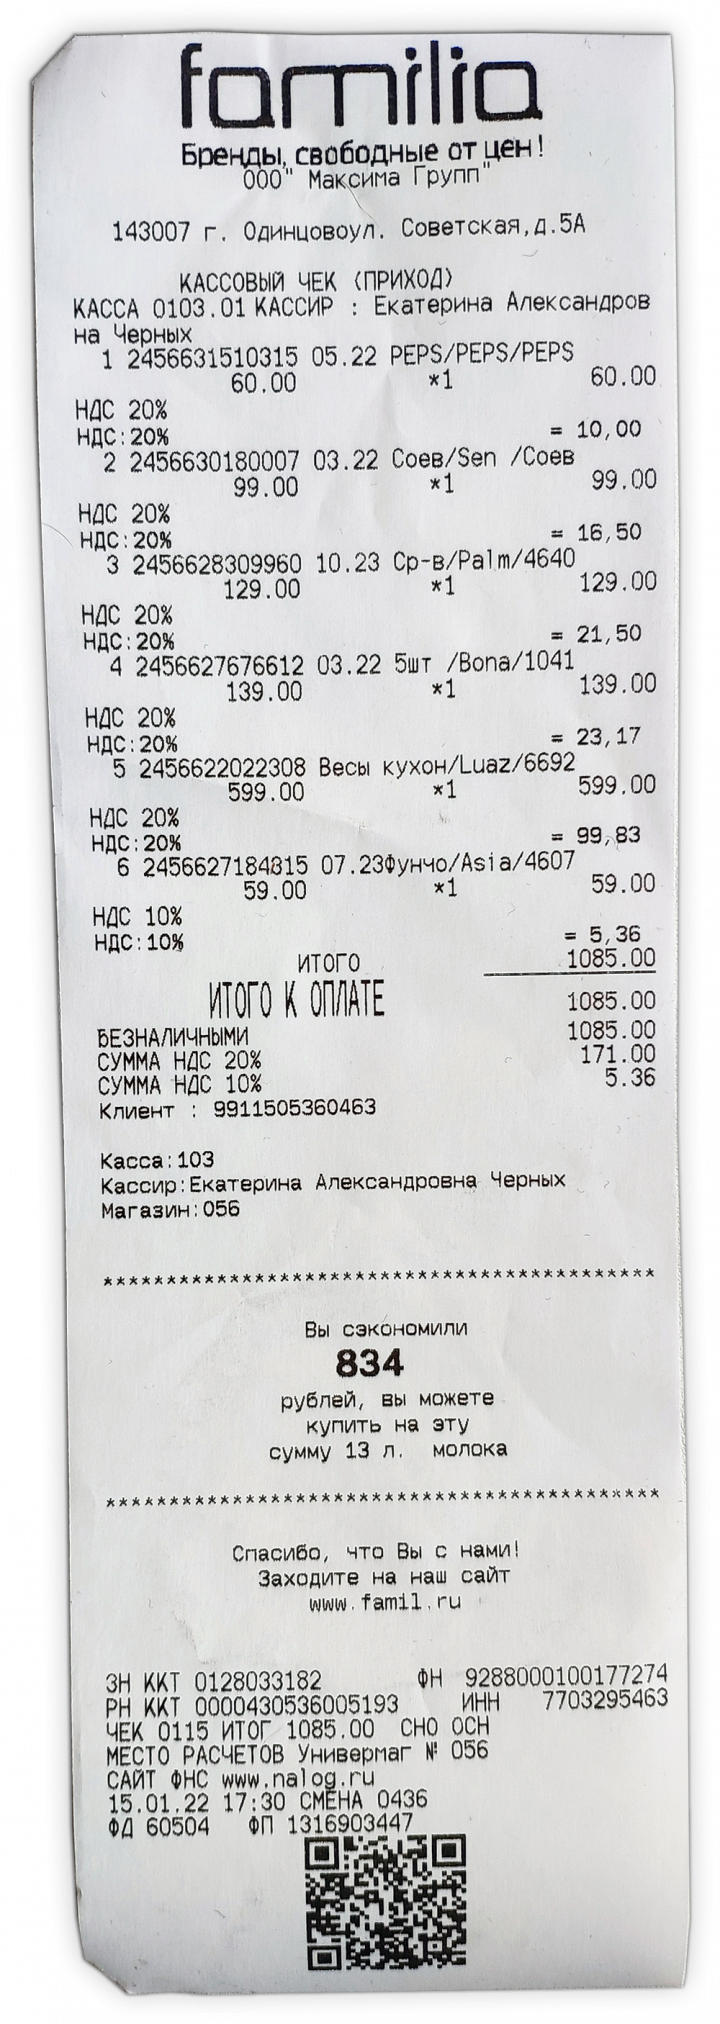 familia
Бренды, свободные от цен!
ООО" Максима Групп"
143007 г. Одинцовоул. Советская,д.5А
КАССОВЫЙ ЧЕК (ПРИХОД)
КАССА 0103.01 КАССИР : Екатерина Александров
на Черных
1 2456631510315 05.22 PEPS/PEPS/PEPS
60.00 *1 60.00
НДС 20%
НДС:20% = 10,00
2 2456630180007 03.22 Соев/Sen /Соев
99.00 *1 99.00
НДС 20%
НДС:20% = 16,50
3 2456628309960 10.23 Ср-в/Palm/4640
129.00 *1 129.00
НДС 20%
НДС:20% = 21,50
4 2456627676612 03.22 5шт /Bona/1041
139.00 *1 139.00
НДС 20%
НДС:20% = 23,17
5 2456622022308 Весы кухон/Luaz/6692
599.00 *1 599.00
НДС 20%
НДС:20% = 99,83
6 2456627184315 07.23Фунчо/Asia/4607
59.00 *1 59.00
НДС 10%
НДС:10% = 5,36
ИТОГО 1085.00
ИТОГО К ОПЛАТЕ 1085.00
БЕЗНАЛИЧНЫМИ 1085.00
СУММА НДС 20% 171.00
СУММА НДС 10% 5.36
Клиент : 9911505360463
Касса:103
Кассир:Екатерина Александровна Черных
Магазин:056
********************************************
Вы сэкономили
834
рублей, вы можете
купить на эту
сумму 13 л. молока
********************************************
Спасибо, что Вы с нами!
Заходите на наш сайт
www.famil.ru
ЗН ККТ 0128033182 ФН 9288000100177274
РН ККТ 0000430536005193 ИНН 7703295463
ЧЕК 0115 ИТОГ 1085.00 СНО ОСН
МЕСТО РАСЧЕТОВ Универмаг № 056
САЙТ ФНС www.nalog.ru
15.01.22 17:30 СМЕНА 0436
ФД 60504 ФП 1316903447